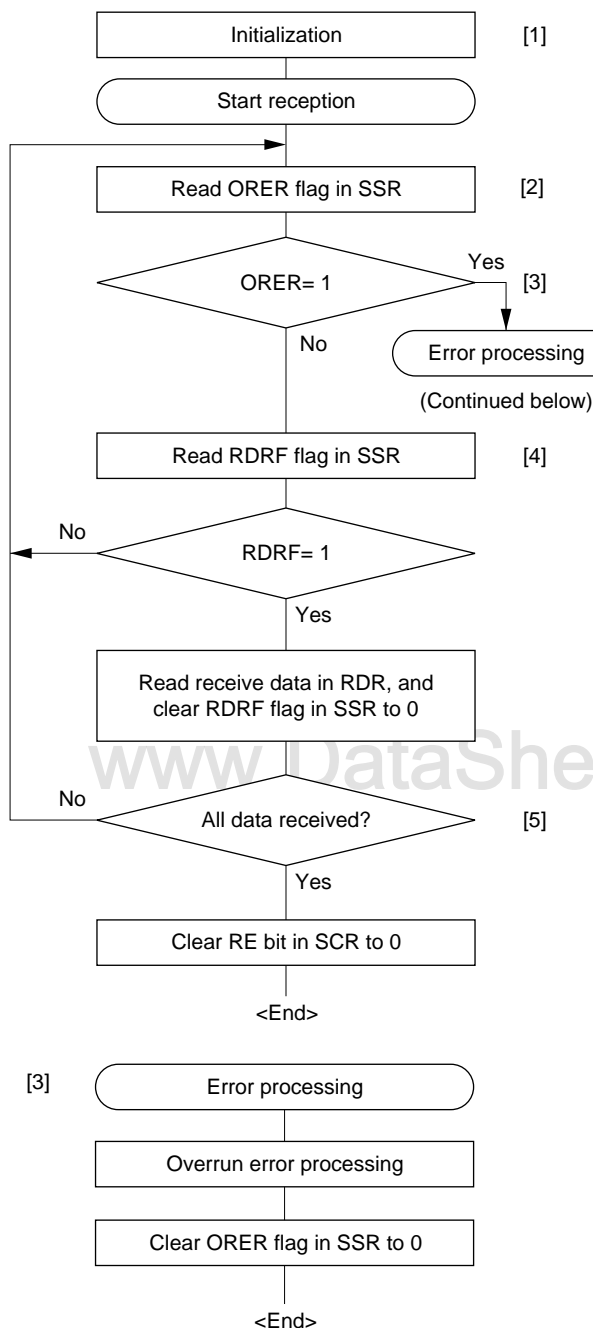 Initialization [1]
Start reception
Read ORER flag in SSR [2]
Yes
ORER= 1 [3]
No
Error processing
(Continued below)
Read RDRF flag in SSR [4]
No
RDRF= 1
Yes
Read receive data in RDR, and
clear RDRF flag in SSR to 0
www.DataShe
No
All data received? [5]
Yes
Clear RE bit in SCR to 0
<End>
[3] Error processing
Overrun error processing
Clear ORER flag in SSR to 0
<End>